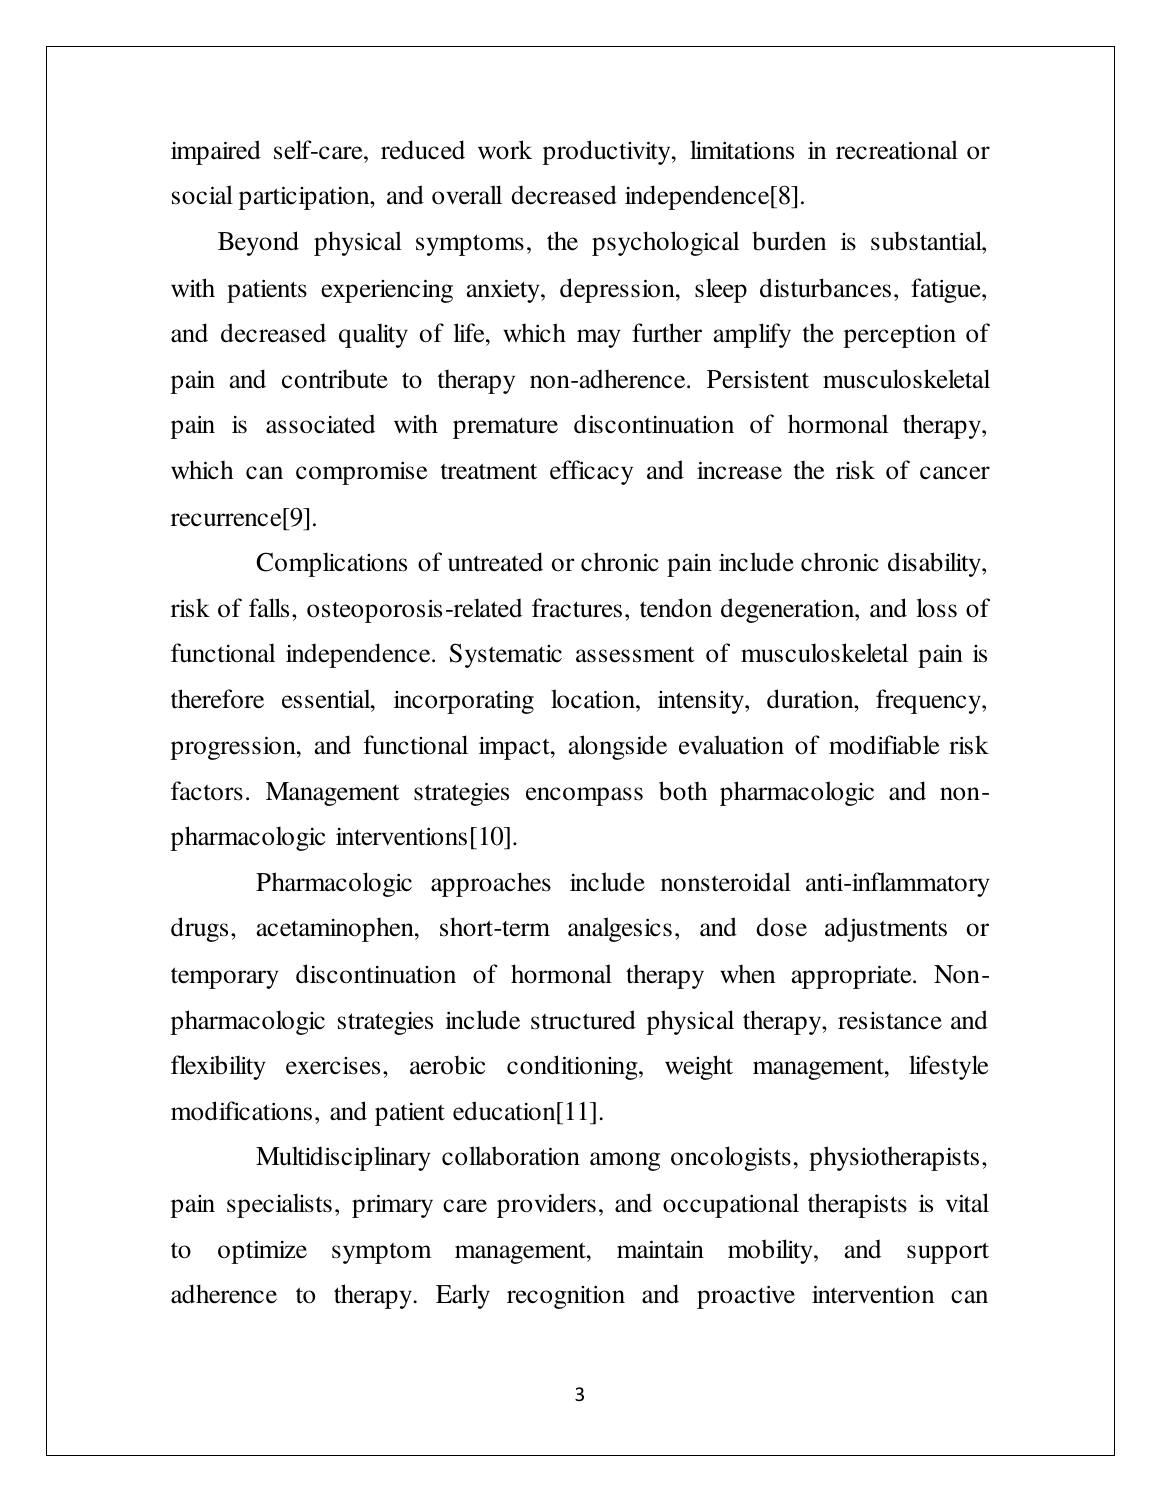 impaired self-care, reduced work productivity, limitations in recreational or
social participation, and overall decreased independence[8].
Beyond physical symptoms, the psychological burden is substantial,
with patients experiencing anxiety, depression, sleep disturbances, fatigue,
and decreased quality of life, which may further amplify the perception of
pain and contribute to therapy non-adherence. Persistent musculoskeletal
pain is associated with premature discontinuation of hormonal therapy,
which can compromise treatment efficacy and increase the risk of cancer
recurrence[9].
Complications of untreated or chronic pain include chronic disability,
risk of falls, osteoporosis-related fractures, tendon degeneration, and loss of
functional independence. Systematic assessment of musculoskeletal pain is
therefore essential, incorporating location, intensity, duration, frequency,
progression, and functional impact, alongside evaluation of modifiable risk
factors. Management strategies encompass both pharmacologic and non-
pharmacologic interventions[10].
Pharmacologic approaches include nonsteroidal anti-inflammatory
drugs, acetaminophen, short-term analgesics, and dose adjustments or
temporary discontinuation of hormonal therapy when appropriate. Non-
pharmacologic strategies include structured physical therapy, resistance and
flexibility exercises, aerobic conditioning, weight management, lifestyle
modifications, and patient education[11].
Multidisciplinary collaboration among oncologists, physiotherapists,
pain specialists, primary care providers, and occupational therapists is vital
to optimize symptom management, maintain mobility, and support
adherence to therapy. Early recognition and proactive intervention can
3